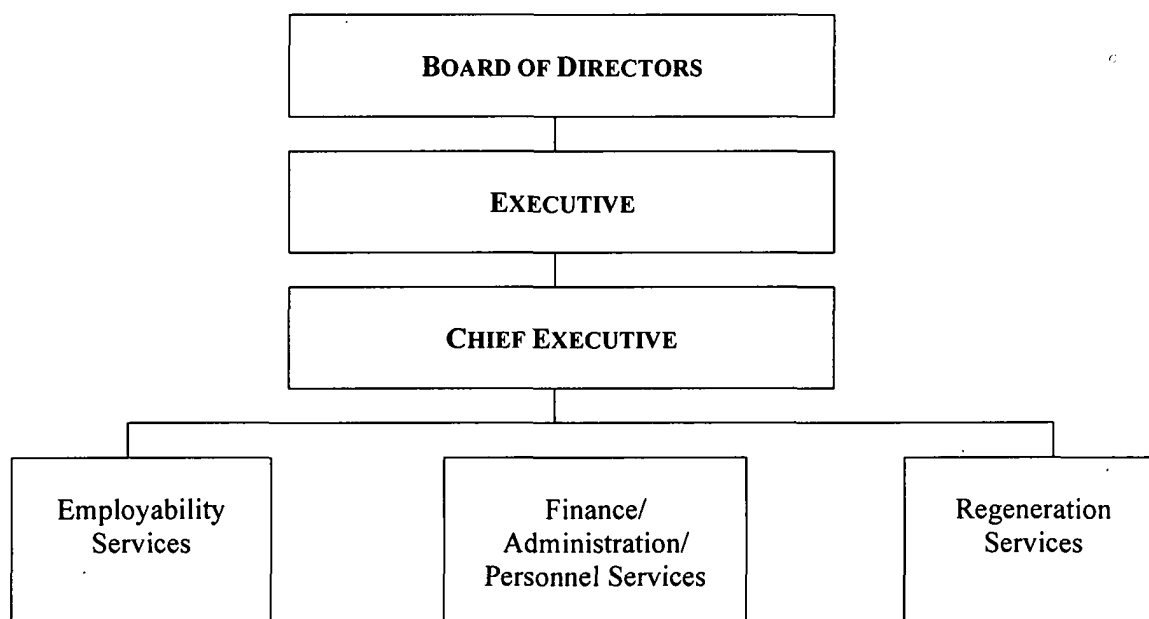 BOARD OF DIRECTORS
EXECUTIVE
CHIEF EXECUTIVE
Employability
Services
Finance/
Administration/
Personnel Services
Regeneration
Services